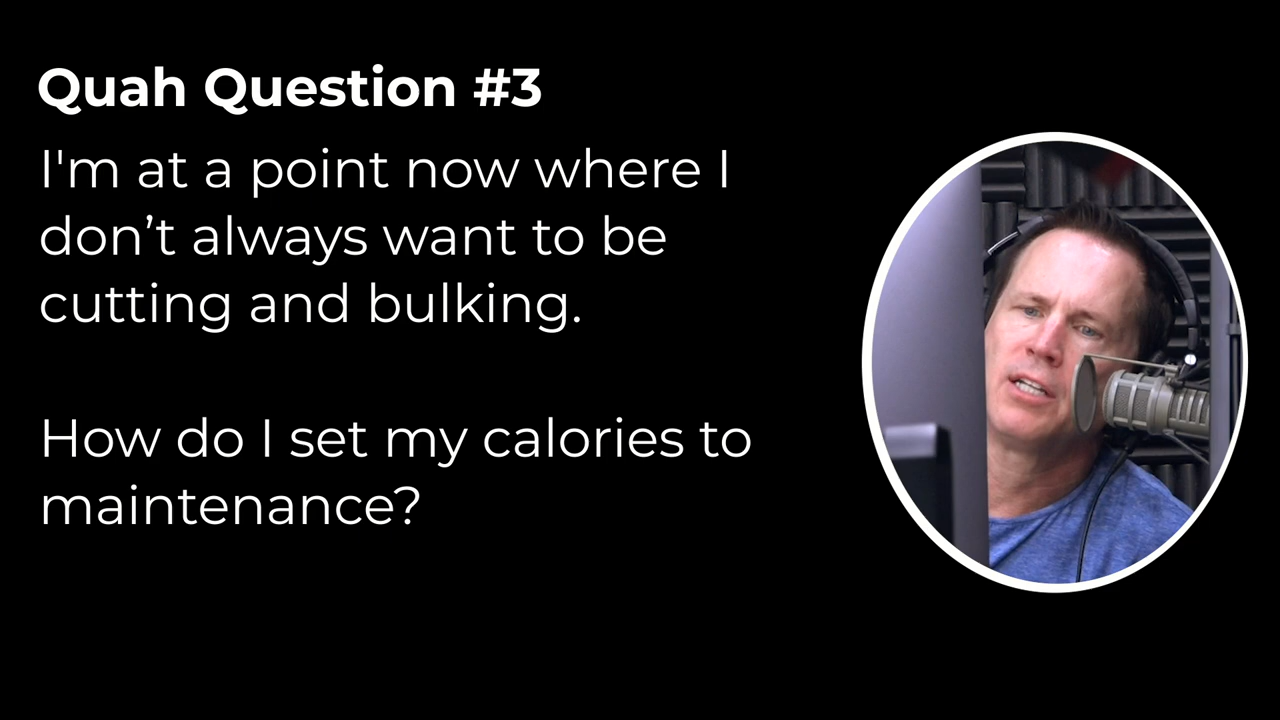 Quah Question #3
I'm at a point now where I
don’t always want to be
cutting and bulking.
How do I set my calories to
maintenance?